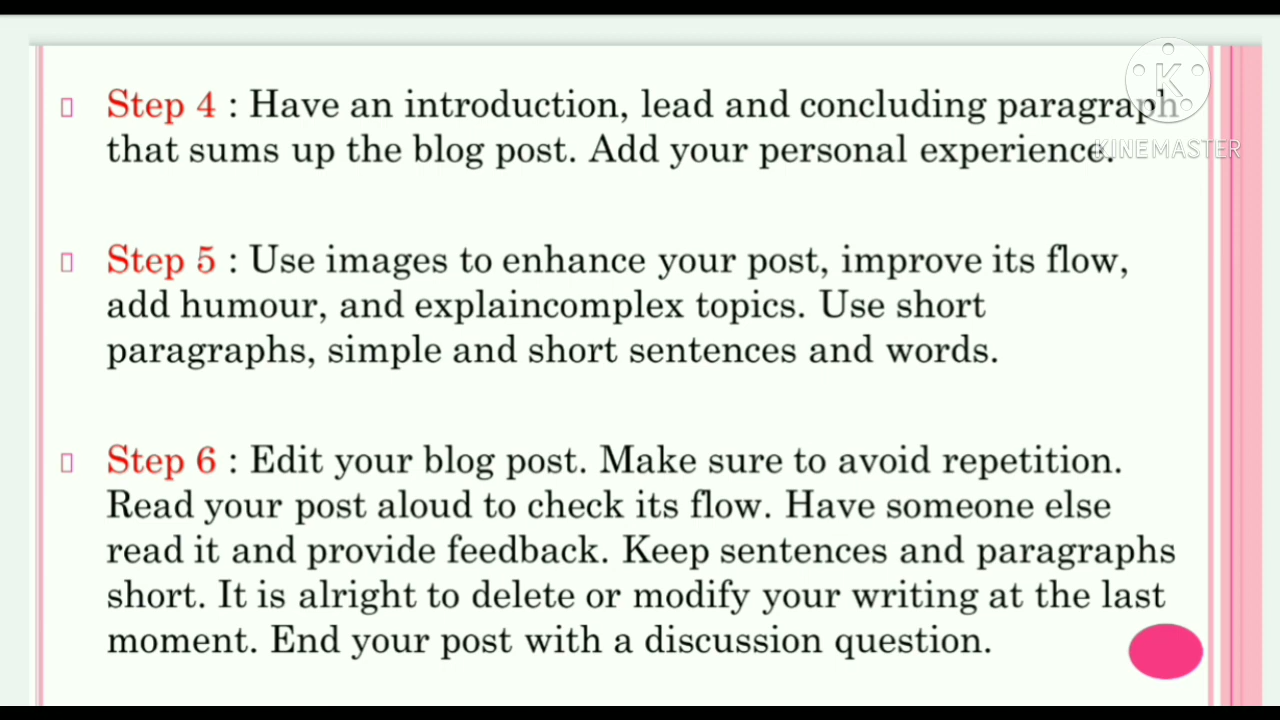 Step 4 : Have an introduction, lead and concluding paragraph
that sums up the blog post. Add your personal experience.
Step 5 : Use images to enhance your post, improve its flow,
add humour, and explaincomplex topics. Use short
paragraphs, simple and short sentences and words.
Step 6 : Edit your blog post. Make sure to avoid repetition.
Read your post aloud to check its flow. Have someone else
read it and provide feedback. Keep sentences and paragraphs
short. It is alright to delete or modify your writing at the last
moment. End your post with a discussion question.
K
KINEMASTER